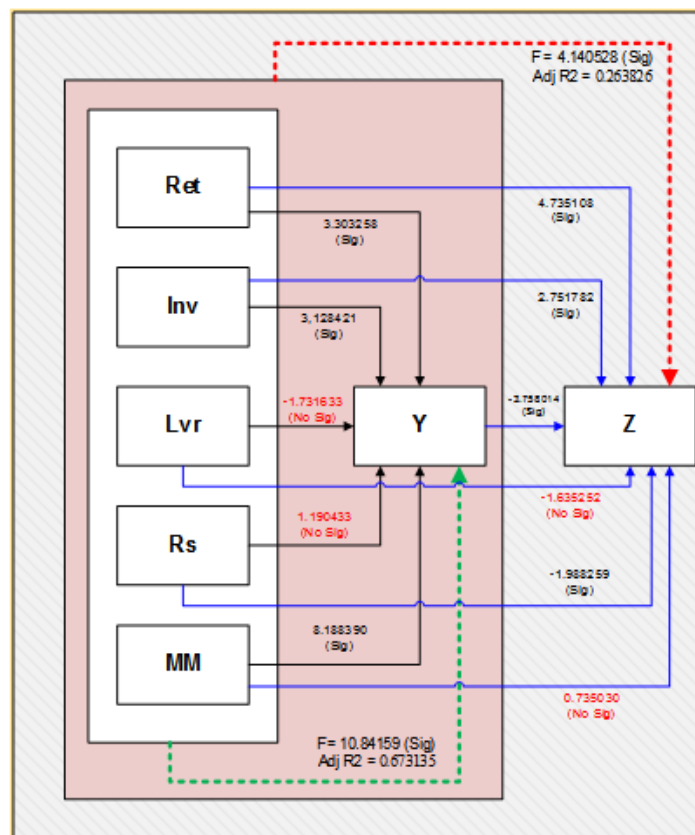 F = 4.140528 (Sig)
Adj R2 = 0.263826
Ret
4.735108
(Sig)
3.303258
(Sig)
Inv
2.751782
(Sig)
3,128421
(Sig)
Lvr
-1.731633
(No Sig)
Y
-3.758014
(Sig)
Z
-1.635252
(No Sig)
Rs
1.190433
(No Sig)
-1.988259
(Sig)
MM
8.188390
(Sig)
0.735030
(No Sig)
F= 10.84159 (Sig)
Adj R2 = 0.673135